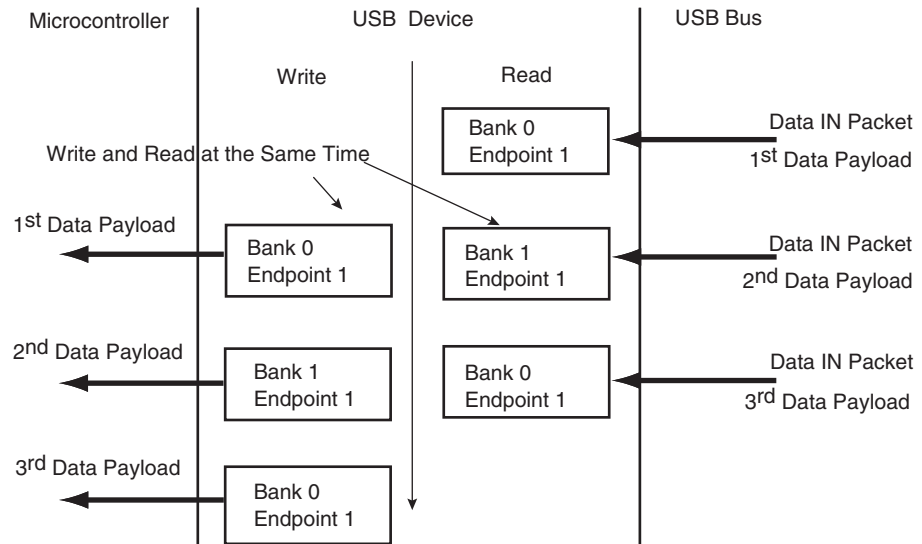 Microcontroller
USB Device
USB Bus
Write
Read
Bank 0
Endpoint 1
Data IN Packet
1st Data Payload
Write and Read at the Same Time
1st Data Payload
Bank 0
Endpoint 1
Bank 1
Endpoint 1
Data IN Packet
2nd Data Payload
2nd Data Payload
Bank 1
Endpoint 1
Bank 0
Endpoint 1
Data IN Packet
3rd Data Payload
3rd Data Payload
Bank 0
Endpoint 1